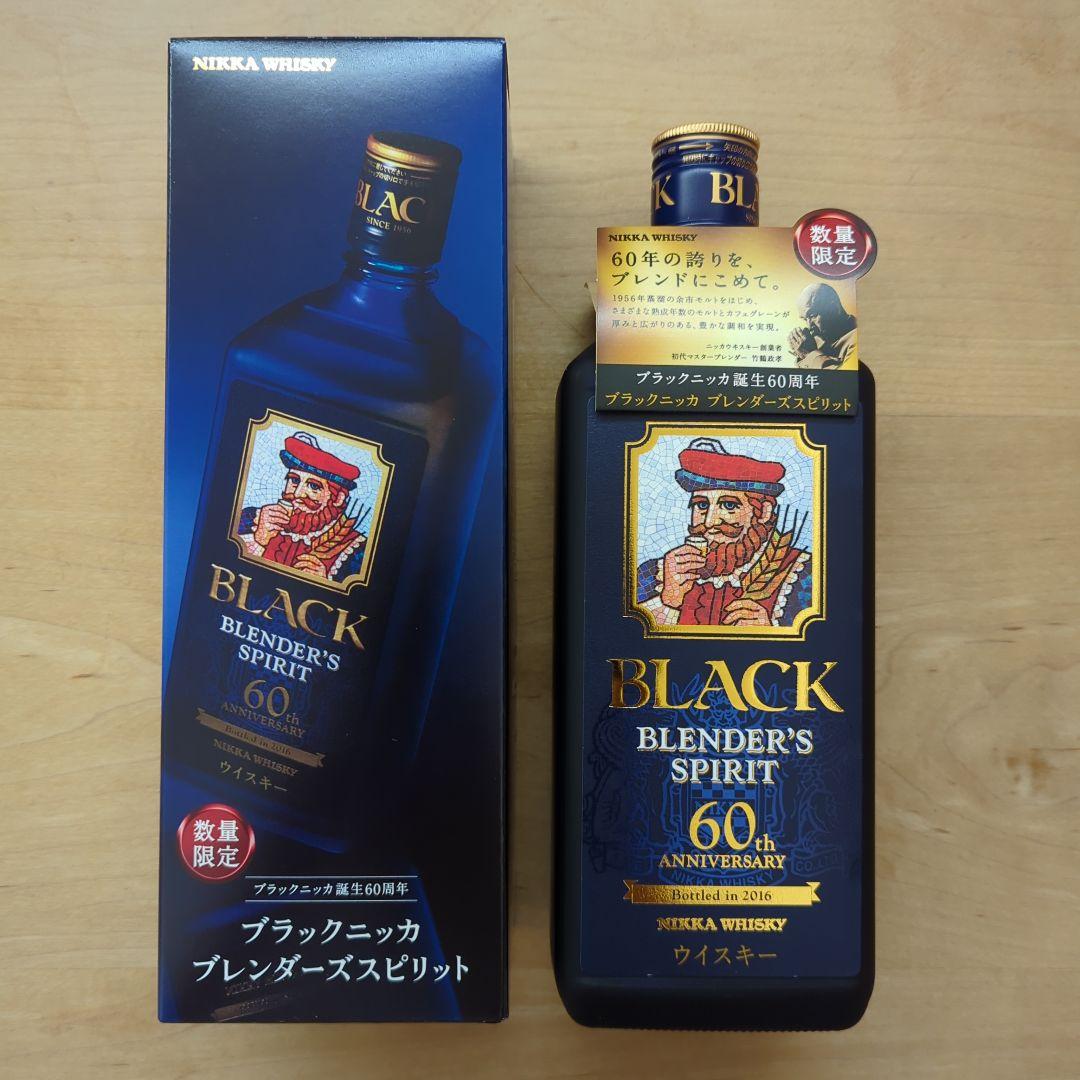 NIKKA WHISKY
BLAC
SINCE 1956
BLACK
BLENDER'S
SPIRIT
60th
ANNIVERSARY
Bottled in 2016
NIKKA WHISKY
ウイスキー
数量
限定
ブラックニッカ誕生60周年
ブラックニッカ
ブレンダーズスピリット
K BLA
NIKKA WHISKY
数量
限定
60年の誇りを、
ブレンドにこめて。
1956年蒸溜の余市モルトをはじめ、
さまざまな熟成年数のモルトとカフェグレーンが
厚みと広がりのある、豊かな調和を実現。
ニッカウヰスキー創業者
初代マスターブレンダー 竹鶴政孝
ブラックニッカ誕生60周年
ブラックニッカ ブレンダーズスピリット
BLACK
BLENDER'S
SPIRIT
60th
ANNIVERSARY
NIKKA WHISKY
Bottled in 2016
NIKKA WHISKY
ウイスキー